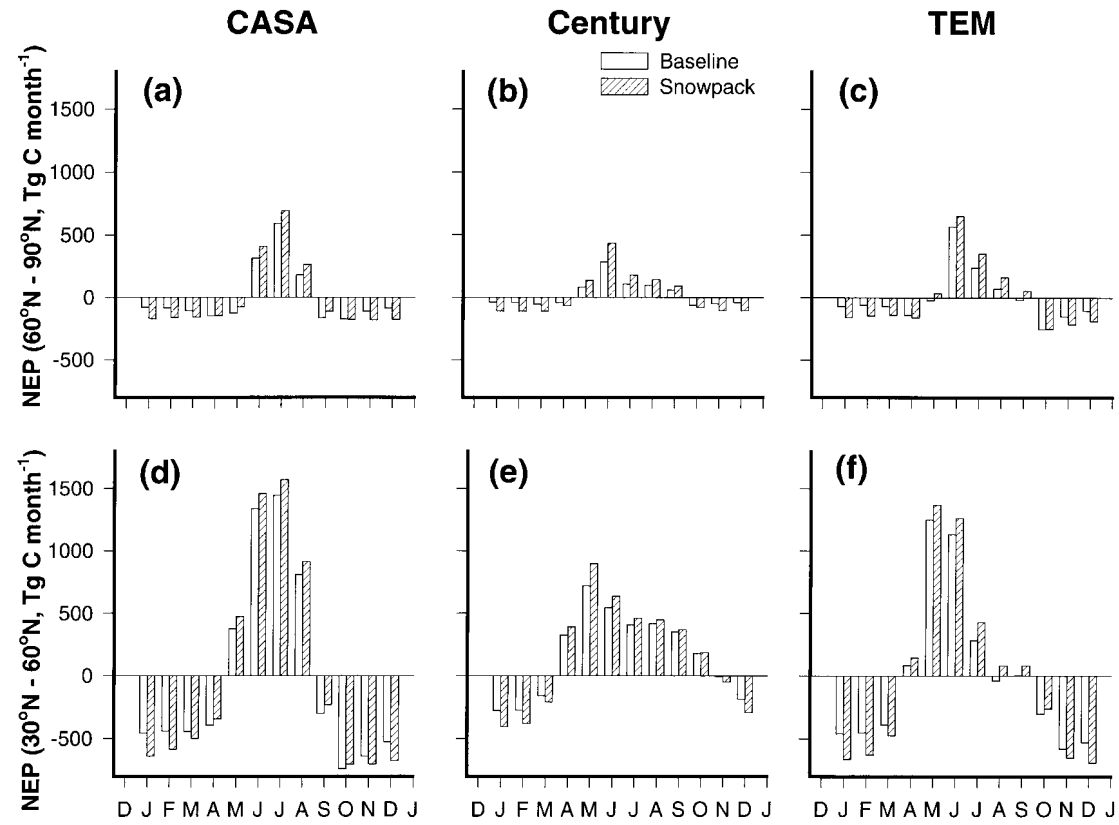 CASA Century TEM
Baseline
Snowpack
(a) (b) (c)
NEP (60°N - 90°N, Tg C month⁻¹)
1500
1000
500
0
-500
(d) (e) (f)
NEP (30°N - 60°N, Tg C month⁻¹)
1500
1000
500
0
-500
D J F M A M J J A S O N D J D J F M A M J J A S O N D J D J F M A M J J A S O N D J